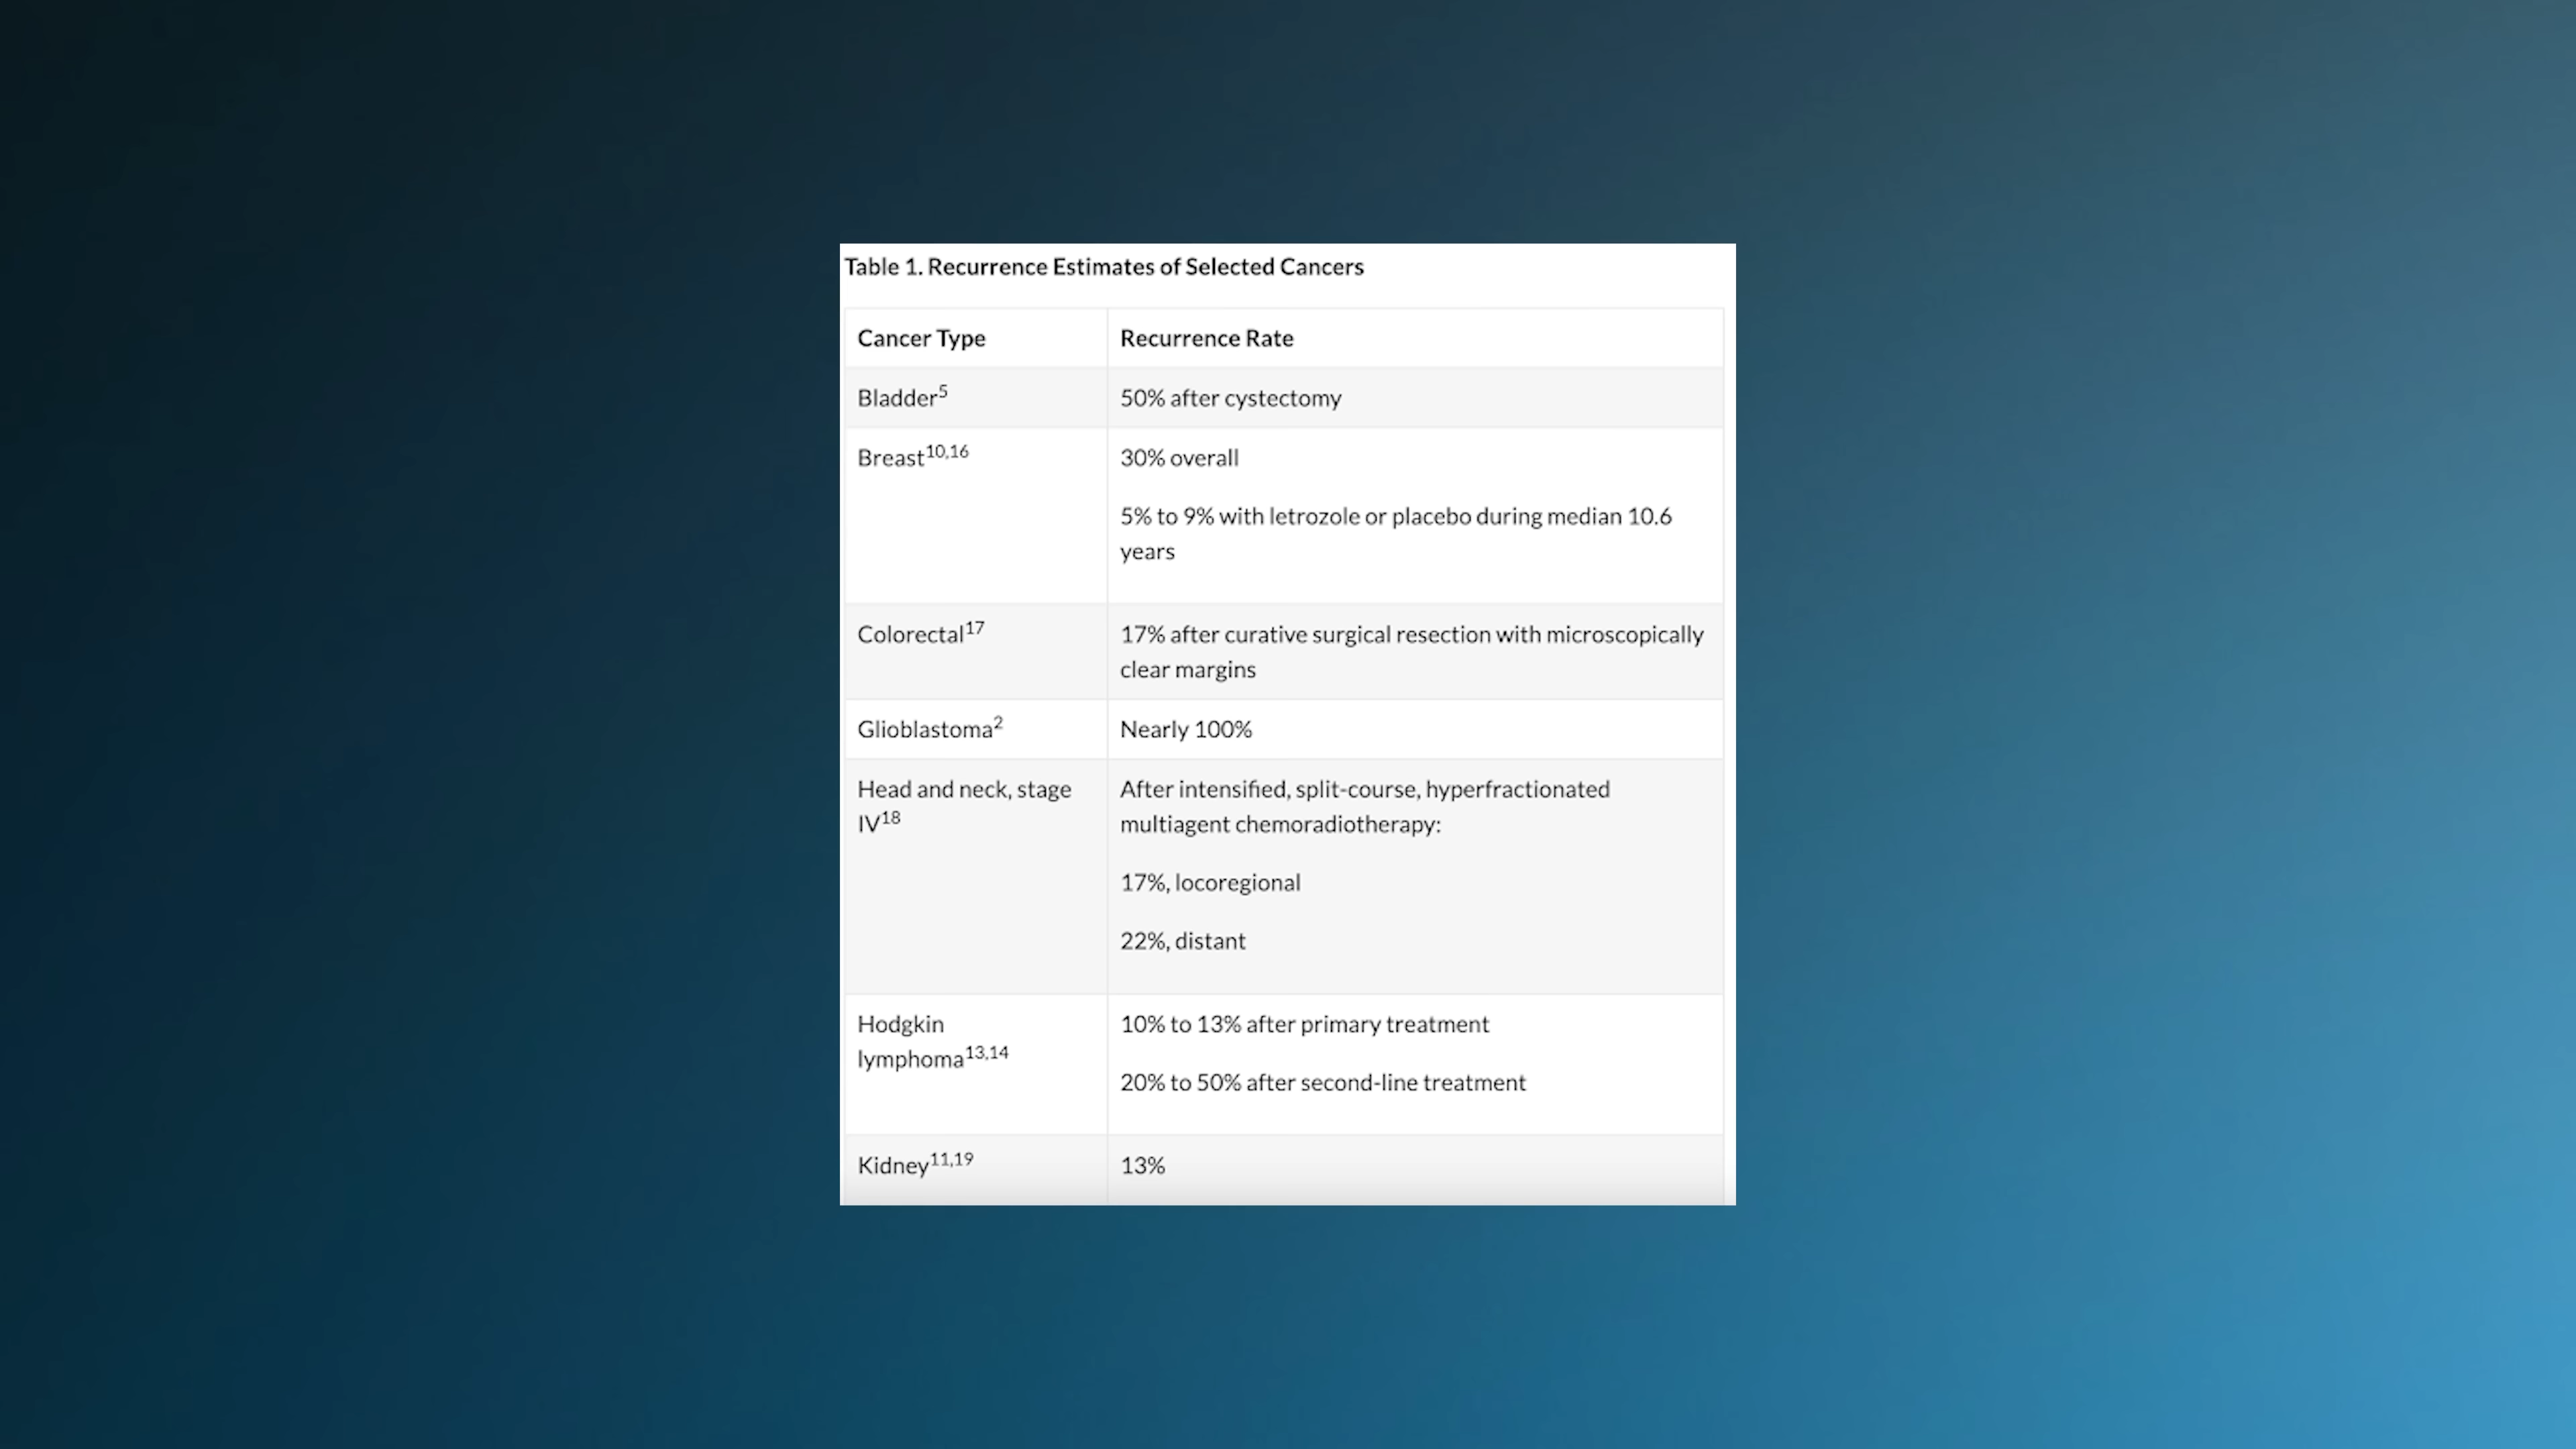 Table 1. Recurrence Estimates of Selected Cancers
Cancer Type
Recurrence Rate
Bladder5
50% after cystectomy
Breast10,16
30% overall
5% to 9% with letrozole or placebo during median 10.6
years
Colorectal17
17% after curative surgical resection with microscopically
clear margins
Glioblastoma2
Nearly 100%
Head and neck, stage
IV18
After intensified, split-course, hyperfractionated
multiagent chemoradiotherapy:
17%, locoregional
22%, distant
Hodgkin
lymphoma13,14
10% to 13% after primary treatment
20% to 50% after second-line treatment
Kidney11,19
13%